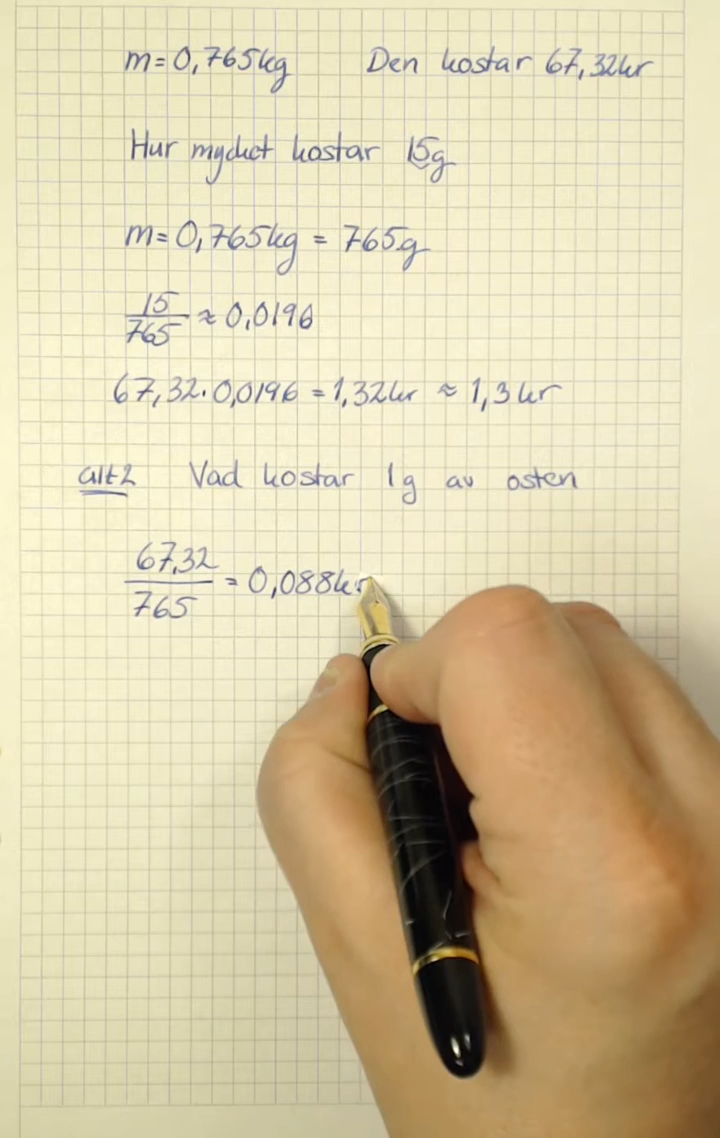 m = 0,765kg Den kostar 67,32kr
Hur mycket kostar 15g
m = 0,765kg = 765g
15/765 ≈ 0,0196
67,32 · 0,0196 = 1,32kr ≈ 1,3kr
alt2 Vad kostar 1g av osten
67,32/765 = 0,088kr